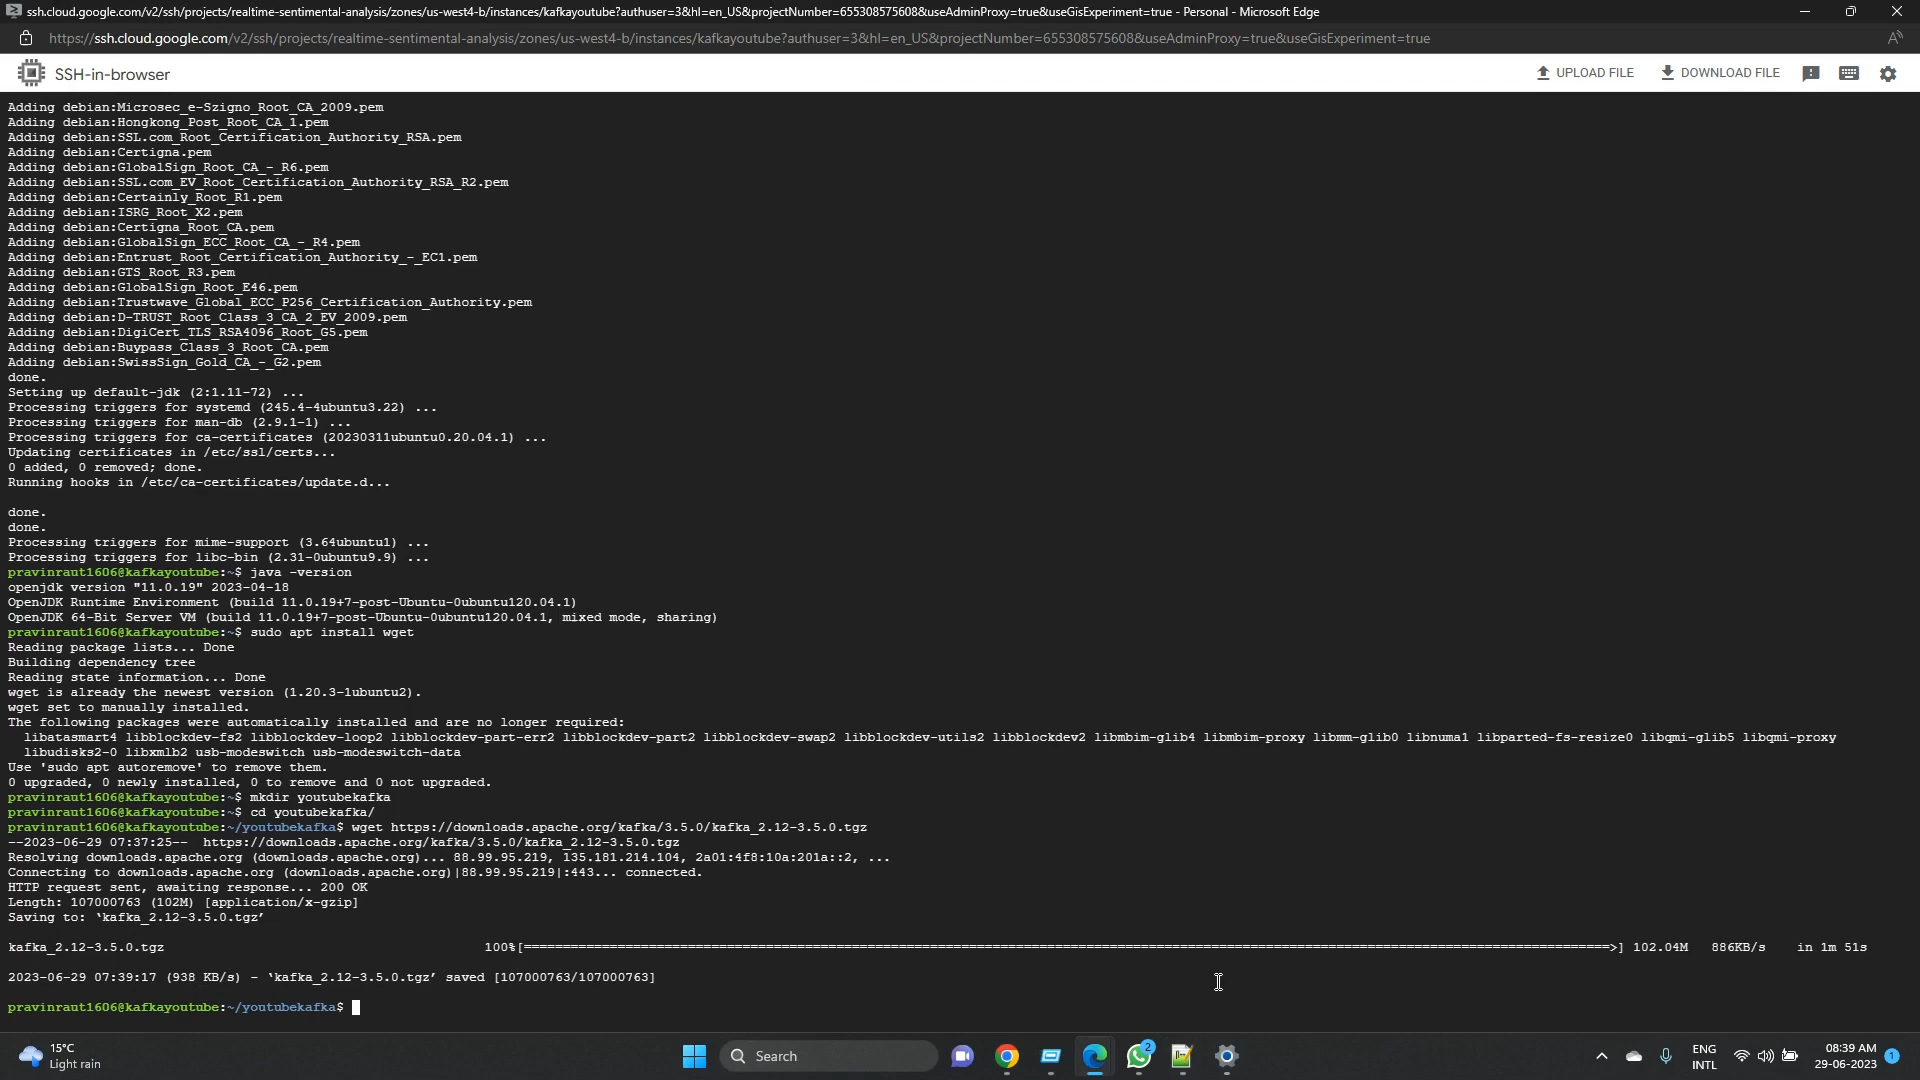 ssh.cloud.google.com/v2/ssh/projects/realtime-sentimental-analysis/zones/us-west4-b/instances/kafkayoutube?authuser=3&hl=en_US&projectNumber=655308575608&useAdminProxy=true&useGisExperiment=true - Personal - Microsoft Edge
https://ssh.cloud.google.com/v2/ssh/projects/realtime-sentimental-analysis/zones/us-west4-b/instances/kafkayoutube?authuser=3&hl=en_US&projectNumber=655308575608&useAdminProxy=true&useGisExperiment=true
SSH-in-browser
UPLOAD FILE
DOWNLOAD FILE
Adding debian:Microsec_e-Szigno_Root_CA_2009.pem
Adding debian:Hongkong_Post_Root_CA_1.pem
Adding debian:SSL.com_Root_Certification_Authority_RSA.pem
Adding debian:Certigna.pem
Adding debian:GlobalSign_Root_CA_-_R6.pem
Adding debian:SSL.com_EV_Root_Certification_Authority_RSA_R2.pem
Adding debian:Certainly_Root_R1.pem
Adding debian:ISRG_Root_X2.pem
Adding debian:Certigna_Root_CA.pem
Adding debian:GlobalSign_ECC_Root_CA_-_R4.pem
Adding debian:Entrust_Root_Certification_Authority_-_EC1.pem
Adding debian:GTS_Root_R3.pem
Adding debian:GlobalSign_Root_E46.pem
Adding debian:Trustwave_Global_ECC_P256_Certification_Authority.pem
Adding debian:D-TRUST_Root_Class_3_CA_2_EV_2009.pem
Adding debian:DigiCert_TLS_RSA4096_Root_G5.pem
Adding debian:Buypass_Class_3_Root_CA.pem
Adding debian:SwissSign_Gold_CA_-_G2.pem
done.
Setting up default-jdk (2:1.11-72) ...
Processing triggers for systemd (245.4-4ubuntu3.22) ...
Processing triggers for man-db (2.9.1-1) ...
Processing triggers for ca-certificates (20230311ubuntu0.20.04.1) ...
Updating certificates in /etc/ssl/certs...
0 added, 0 removed; done.
Running hooks in /etc/ca-certificates/update.d...
done.
done.
Processing triggers for mime-support (3.64ubuntu1) ...
Processing triggers for libc-bin (2.31-0ubuntu9.9) ...
pravinraut1606@kafkayoutube:~$ java -version
openjdk version "11.0.19" 2023-04-18
OpenJDK Runtime Environment (build 11.0.19+7-post-Ubuntu-0ubuntu120.04.1)
OpenJDK 64-Bit Server VM (build 11.0.19+7-post-Ubuntu-0ubuntu120.04.1, mixed mode, sharing)
pravinraut1606@kafkayoutube:~$ sudo apt install wget
Reading package lists... Done
Building dependency tree
Reading state information... Done
wget is already the newest version (1.20.3-1ubuntu2).
wget set to manually installed.
The following packages were automatically installed and are no longer required:
libatasmart4 libblockdev-fs2 libblockdev-loop2 libblockdev-part-err2 libblockdev-part2 libblockdev-swap2 libblockdev-utils2 libblockdev2 libmbim-glib4 libmbim-proxy libmm-glib0 libnuma1 libparted-fs-resize0 libqmi-glib5 libqmi-proxy
libudisks2-0 libxmlb2 usb-modeswitch usb-modeswitch-data
Use 'sudo apt autoremove' to remove them.
0 upgraded, 0 newly installed, 0 to remove and 0 not upgraded.
pravinraut1606@kafkayoutube:~$ mkdir youtubekafka
pravinraut1606@kafkayoutube:~$ cd youtubekafka/
pravinraut1606@kafkayoutube:~/youtubekafka$ wget https://downloads.apache.org/kafka/3.5.0/kafka_2.12-3.5.0.tgz
--2023-06-29 07:37:25-- https://downloads.apache.org/kafka/3.5.0/kafka_2.12-3.5.0.tgz
Resolving downloads.apache.org (downloads.apache.org)... 88.99.95.219, 135.181.214.104, 2a01:4f8:10a:201a::2, ...
Connecting to downloads.apache.org (downloads.apache.org)|88.99.95.219|:443... connected.
HTTP request sent, awaiting response... 200 OK
Length: 107000763 (102M) [application/x-gzip]
Saving to: ‘kafka_2.12-3.5.0.tgz’
kafka_2.12-3.5.0.tgz 100%[===================>] 102.04M 886KB/s in 1m 51s
2023-06-29 07:39:17 (938 KB/s) - ‘kafka_2.12-3.5.0.tgz’ saved [107000763/107000763]
pravinraut1606@kafkayoutube:~/youtubekafka$
15°C
Light rain
Search
2
ENG
INTL
08:39 AM
29-06-2023
1